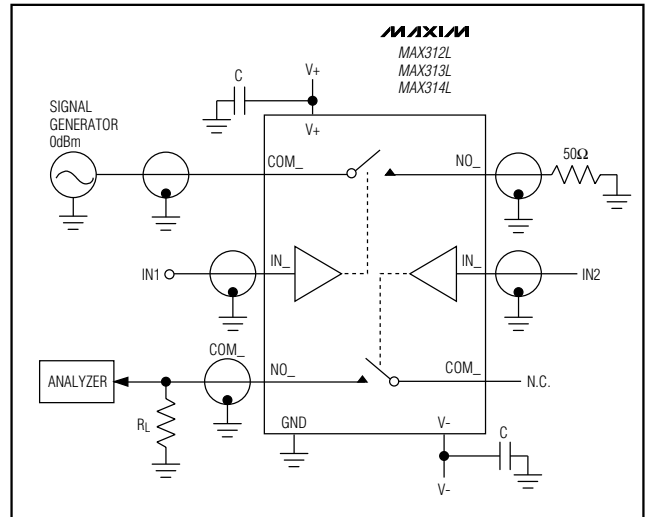 MAXIM
MAX312L
MAX313L
MAX314L
C
V+
V+
SIGNAL
GENERATOR
0dBm
COM_
NO_
50Ω
IN1
IN_
IN_
IN2
COM_
ANALYZER
NO_
COM_
N.C.
RL
GND
V-
C
V-